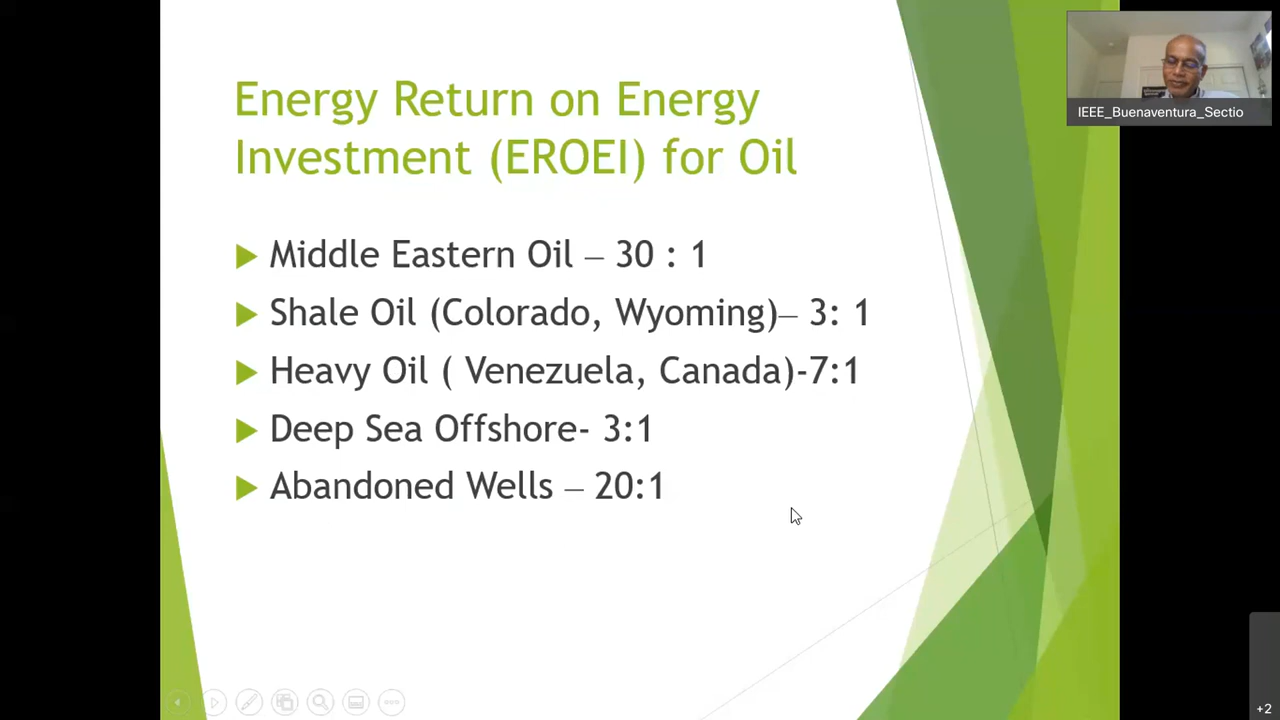 Energy Return on Energy
Investment (EROEI) for Oil
Middle Eastern Oil – 30 : 1
Shale Oil (Colorado, Wyoming)– 3: 1
Heavy Oil ( Venezuela, Canada)-7:1
Deep Sea Offshore- 3:1
Abandoned Wells – 20:1
IEEE_Buenaventura_Sectio
+2